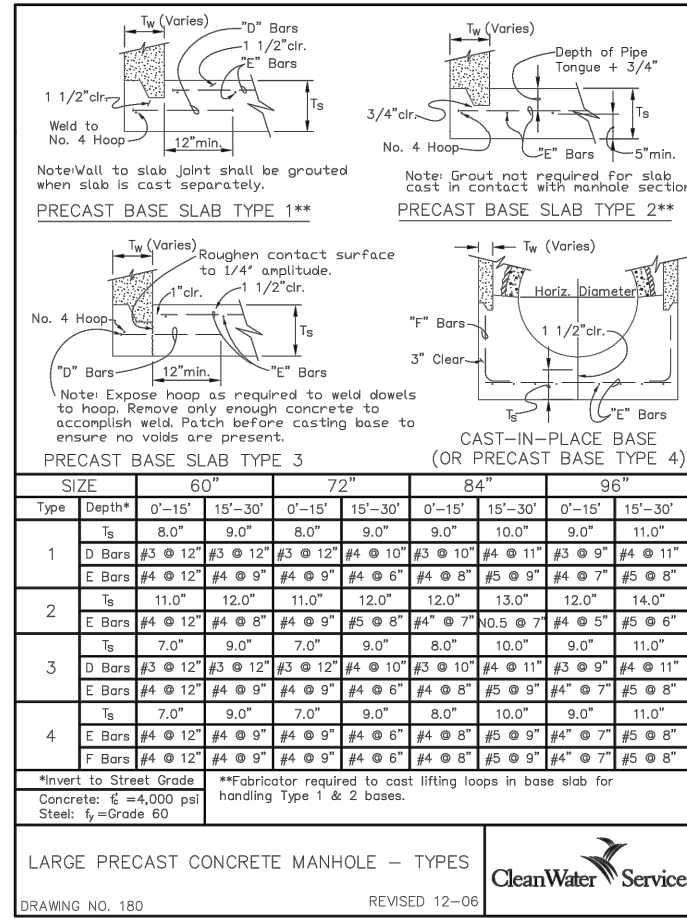 Tw (Varies)
"D" Bars
1 1/2"clr.
"E" Bars
1 1/2"clr.
Ts
Weld to
No. 4 Hoop
12"min.
Note:Wall to slab joint shall be grouted
when slab is cast separately.
PRECAST BASE SLAB TYPE 1**
Tw (Varies)
Depth of Pipe
Tongue + 3/4"
3/4"clr.
Ts
No. 4 Hoop
"E" Bars
5"min.
Note: Grout not required for slab
cast in contact with manhole section
PRECAST BASE SLAB TYPE 2**
Tw (Varies)
Roughen contact surface
to 1/4" amplitude.
1"clr.
1 1/2"clr.
No. 4 Hoop
Ts
"D" Bars
12"min.
"E" Bars
Note: Expose hoop as required to weld dowels
to hoop. Remove only enough concrete to
accomplish weld. Patch before casting base to
ensure no voids are present.
PRECAST BASE SLAB TYPE 3
Tw (Varies)
Horiz. Diameter
"F" Bars
1 1/2"clr.
3" Clear
Ts
"E" Bars
CAST-IN-PLACE BASE
(OR PRECAST BASE TYPE 4)
SIZE 60" 72" 84" 96"
Type Depth* 0'-15' 15'-30' 0'-15' 15'-30' 0'-15' 15'-30' 0'-15' 15'-30'
1
Ts 8.0" 9.0" 8.0" 9.0" 9.0" 10.0" 9.0" 11.0"
D Bars #3 @ 12" #3 @ 12" #3 @ 12" #4 @ 10" #3 @ 10" #4 @ 11" #3 @ 9" #4 @ 11"
E Bars #4 @ 12" #4 @ 9" #4 @ 9" #4 @ 6" #4 @ 8" #5 @ 9" #4 @ 7" #5 @ 8"
2
Ts 11.0" 12.0" 11.0" 12.0" 12.0" 13.0" 12.0" 14.0"
E Bars #4 @ 12" #4 @ 8" #4 @ 9" #5 @ 8" #4" @ 7" N0.5 @ 7" #4 @ 5" #5 @ 6"
3
Ts 7.0" 9.0" 7.0" 9.0" 8.0" 10.0" 9.0" 11.0"
D Bars #3 @ 12" #3 @ 12" #3 @ 12" #4 @ 10" #3 @ 10" #4 @ 11" #3 @ 9" #4 @ 11"
E Bars #4 @ 12" #4 @ 9" #4 @ 9" #4 @ 6" #4 @ 8" #5 @ 9" #4" @ 7" #5 @ 8"
4
Ts 7.0" 9.0" 7.0" 9.0" 8.0" 10.0" 9.0" 11.0"
E Bars #4 @ 12" #4 @ 9" #4 @ 9" #4 @ 6" #4 @ 8" #5 @ 9" #4" @ 7" #5 @ 8"
F Bars #4 @ 12" #4 @ 9" #4 @ 9" #4 @ 6" #4 @ 8" #5 @ 9" #4" @ 7" #5 @ 8"
*Invert to Street Grade
Concrete: f'c =4,000 psi
Steel: fy =Grade 60
**Fabricator required to cast lifting loops in base slab for
handling Type 1 & 2 bases.
LARGE PRECAST CONCRETE MANHOLE – TYPES
DRAWING NO. 180
REVISED 12-06
CleanWater Service